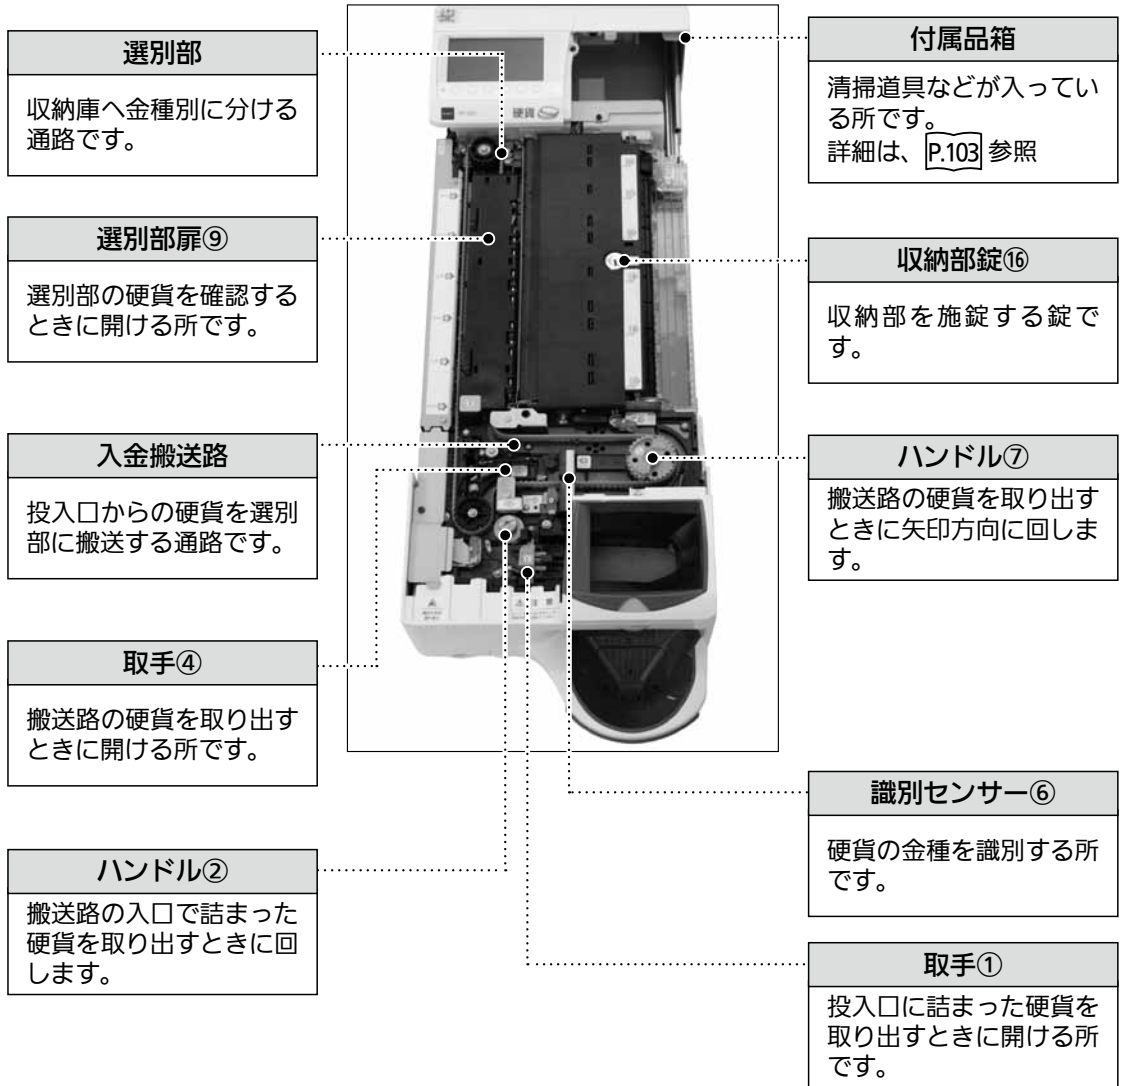 選別部
収納庫へ金種別に分ける
通路です。
選別部扉⑨
選別部の硬貨を確認する
ときに開ける所です。
入金搬送路
投入口からの硬貨を選別
部に搬送する通路です。
取手④
搬送路の硬貨を取り出す
ときに開ける所です。
ハンドル②
搬送路の入口で詰まった
硬貨を取り出すときに回
します。
硬貨
付属品箱
清掃道具などが入ってい
る所です。
詳細は、P.103 参照
収納部錠⑯
収納部を施錠する錠で
す。
ハンドル⑦
搬送路の硬貨を取り出す
ときに矢印方向に回しま
す。
識別センサー⑥
硬貨の金種を識別する所
です。
取手①
投入口に詰まった硬貨を
取り出すときに開ける所
です。